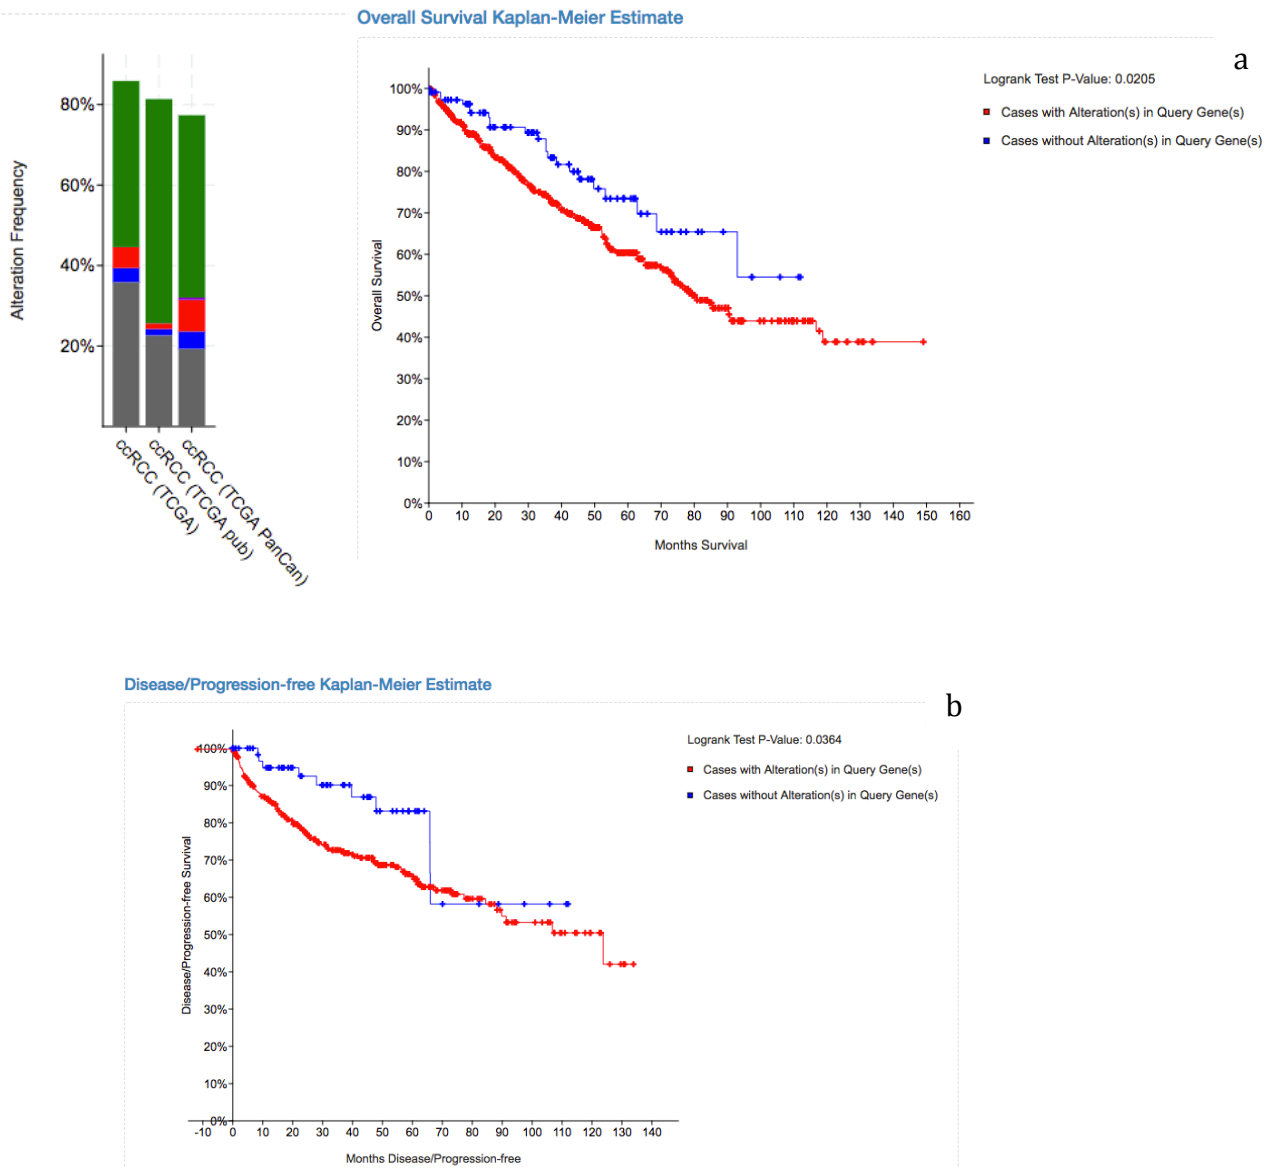 Overall Survival Kaplan-Meier Estimate
a
Alteration Frequency
80%
60%
40%
20%
ccRCC (TCGA)
ccRCC (TCGA pub)
ccRCC (TCGA PanCan)
Logrank Test P-Value: 0.0205
Cases with Alteration(s) in Query Gene(s)
Cases without Alteration(s) in Query Gene(s)
Overall Survival
100%
90%
80%
70%
60%
50%
40%
30%
20%
10%
0%
0 10 20 30 40 50 60 70 80 90 100 110 120 130 140 150 160
Months Survival
Disease/Progression-free Kaplan-Meier Estimate
b
Logrank Test P-Value: 0.0364
Cases with Alteration(s) in Query Gene(s)
Cases without Alteration(s) in Query Gene(s)
Disease/Progression-free Survival
100%
90%
80%
70%
60%
50%
40%
30%
20%
10%
0%
-10 0 10 20 30 40 50 60 70 80 90 100 110 120 130 140
Months Disease/Progression-free